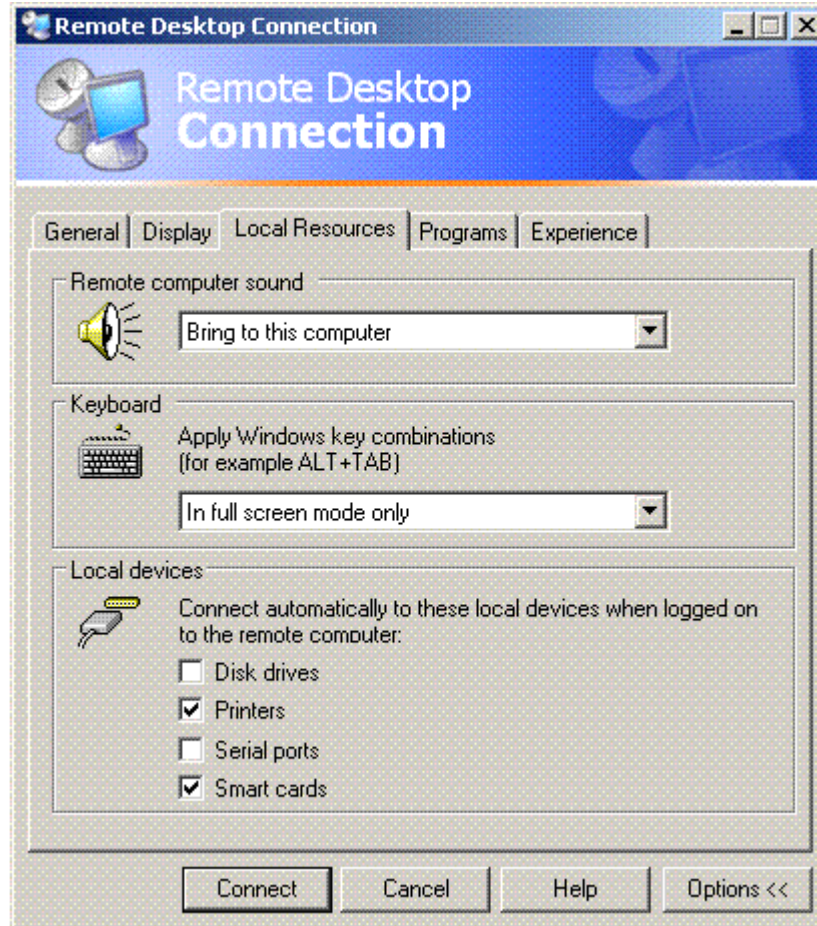 Remote Desktop Connection
Remote Desktop
Connection
General Display Local Resources Programs Experience
Remote computer sound
Bring to this computer
Keyboard
Apply Windows key combinations
(for example ALT+TAB)
In full screen mode only
Local devices
Connect automatically to these local devices when logged on
to the remote computer:
Disk drives
Printers
Serial ports
Smart cards
Connect Cancel Help Options <<